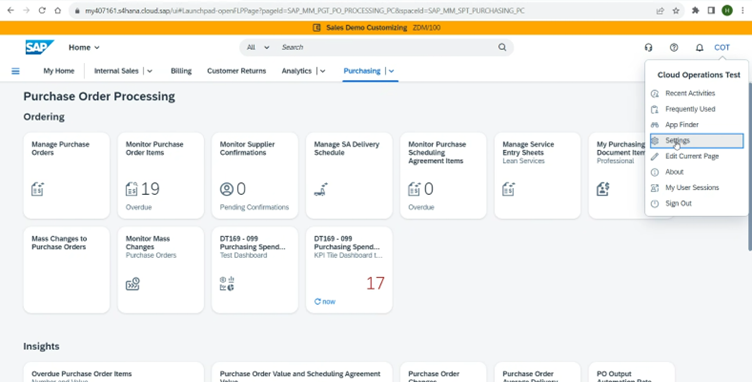 my407161.s4hana.cloud.sap/ui#Launchpad-openFLPPage?pageId=SAP_MM_PGT_PO_PROCESSING_PC&spaceId=SAP_MM_SPT_PURCHASING_PC
H
Sales Demo Customizing ZDM/100
SAP Home All Search COT
My Home Internal Sales Billing Customer Returns Analytics Purchasing
Cloud Operations Test
Recent Activities
Frequently Used
App Finder
Settings
Edit Current Page
About
My User Sessions
Sign Out
Purchase Order Processing
Ordering
Manage Purchase
Orders
Monitor Purchase
Order Items
19
Overdue
Monitor Supplier
Confirmations
0
Pending Confirmations
Manage SA Delivery
Schedule
Monitor Purchase
Scheduling
Agreement Items
0
Overdue
Manage Service
Entry Sheets
Lean Services
My Purchasing
Document Item
Professional
Mass Changes to
Purchase Orders
Monitor Mass
Changes
Purchase Orders
DT169 - 099
Purchasing Spend...
Test Dashboard
DT169 - 099
Purchasing Spend...
KPI Tile Dashboard t...
17
now
Insights
Overdue Purchase Order Items
Purchase Order Value and Scheduling Agreement
Value
Purchase Order
Changes
Purchase Order
Average Delivery
PO Output
Automation Rate